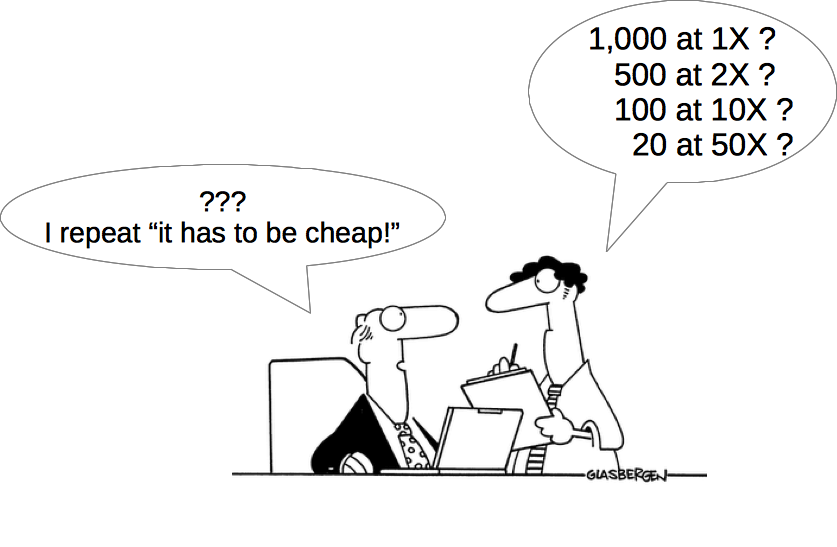 1,000 at 1X ?
500 at 2X ?
100 at 10X ?
20 at 50X ?
???
I repeat “it has to be cheap!”
GLASBERGEN